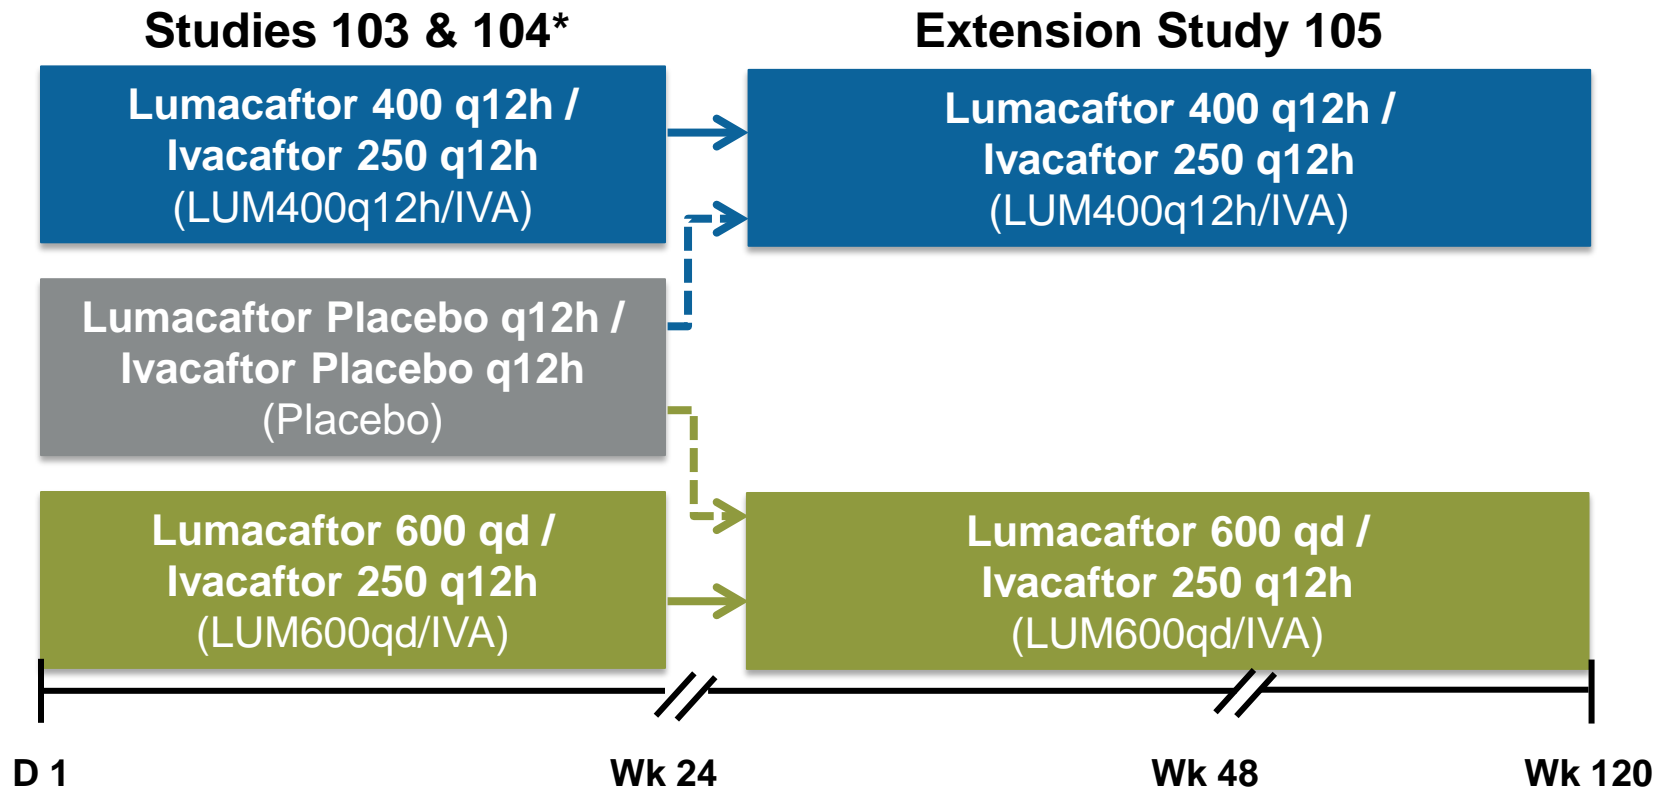 Studies 103 & 104*
Extension Study 105
Lumacaftor 400 q12h /
Ivacaftor 250 q12h
(LUM400q12h/IVA)
Lumacaftor 400 q12h /
Ivacaftor 250 q12h
(LUM400q12h/IVA)
Lumacaftor Placebo q12h /
Ivacaftor Placebo q12h
(Placebo)
Lumacaftor 600 qd /
Ivacaftor 250 q12h
(LUM600qd/IVA)
Lumacaftor 600 qd /
Ivacaftor 250 q12h
(LUM600qd/IVA)
D 1
Wk 24
Wk 48
Wk 120